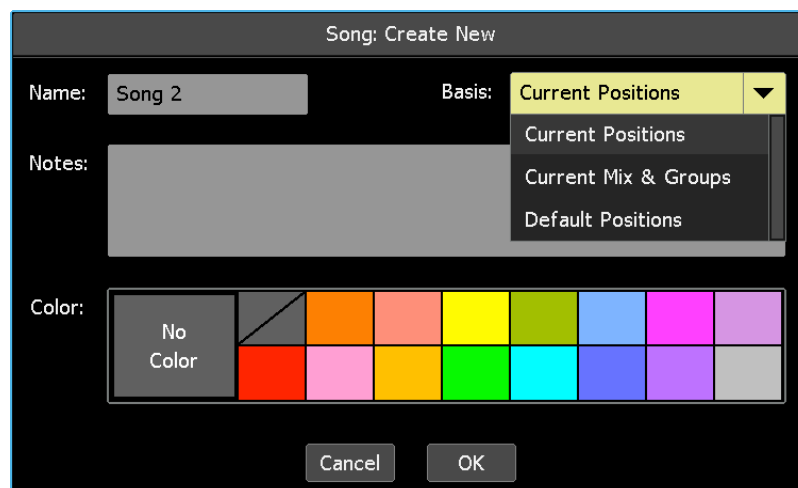 Song: Create New
Name: Song 2 Basis: Current Positions
Current Positions
Notes:
Current Mix & Groups
Default Positions
Color:
No
Color
Cancel OK